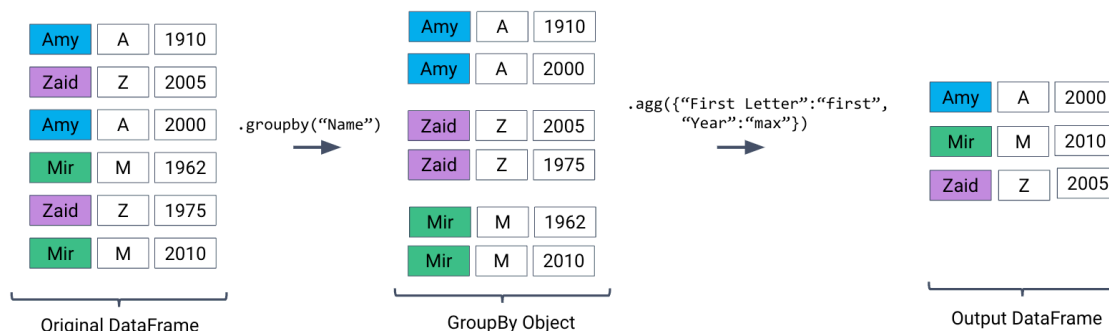 Amy A 1910
Zaid Z 2005
Amy A 2000
Mir M 1962
Zaid Z 1975
Mir M 2010
Original DataFrame
.groupby(“Name”)
Amy A 1910
Amy A 2000
Zaid Z 2005
Zaid Z 1975
Mir M 1962
Mir M 2010
GroupBy Object
.agg({“First Letter”:“first”,
“Year”:“max”})
Amy A 2000
Mir M 2010
Zaid Z 2005
Output DataFrame